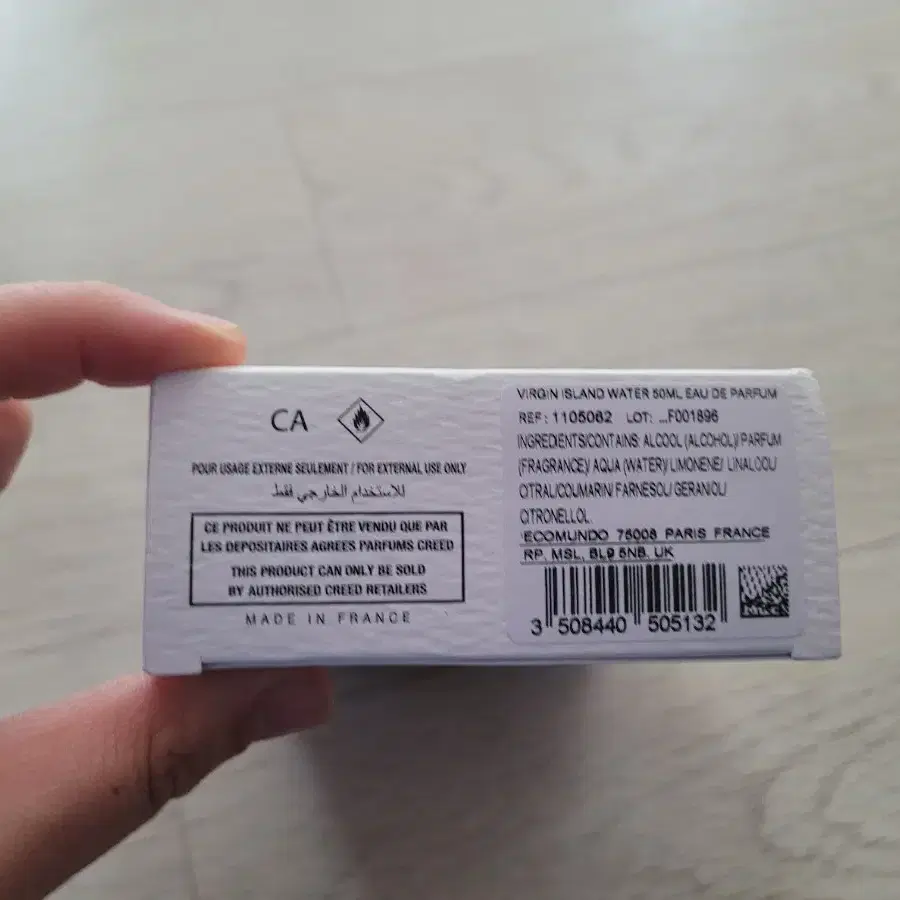 CA
POUR USAGE EXTERNE SEULEMENT / FOR EXTERNAL USE ONLY
للاستخدام الخارجي فقط
CE PRODUIT NE PEUT ÊTRE VENDU QUE PAR
LES DEPOSITAIRES AGREES PARFUMS CREED
THIS PRODUCT CAN ONLY BE SOLD
BY AUTHORISED CREED RETAILERS
MADE IN FRANCE
VIRGIN ISLAND WATER 50ML EAU DE PARFUM
REF: 1105062 LOT: ...F001896
INGREDIENTS/CONTAINS: ALCOOL (ALCOHOL)/ PARFUM
(FRAGRANCE)/ AQUA (WATER)/ LIMONENE/ LINALOOL/
CITRAL/COUMARIN/ FARNESOL/ GERANIOL/
CITRONELLOL.
ECOMUNDO 75008 PARIS FRANCE
RP, MSL, BL9 5NB, UK
3 508440 505132